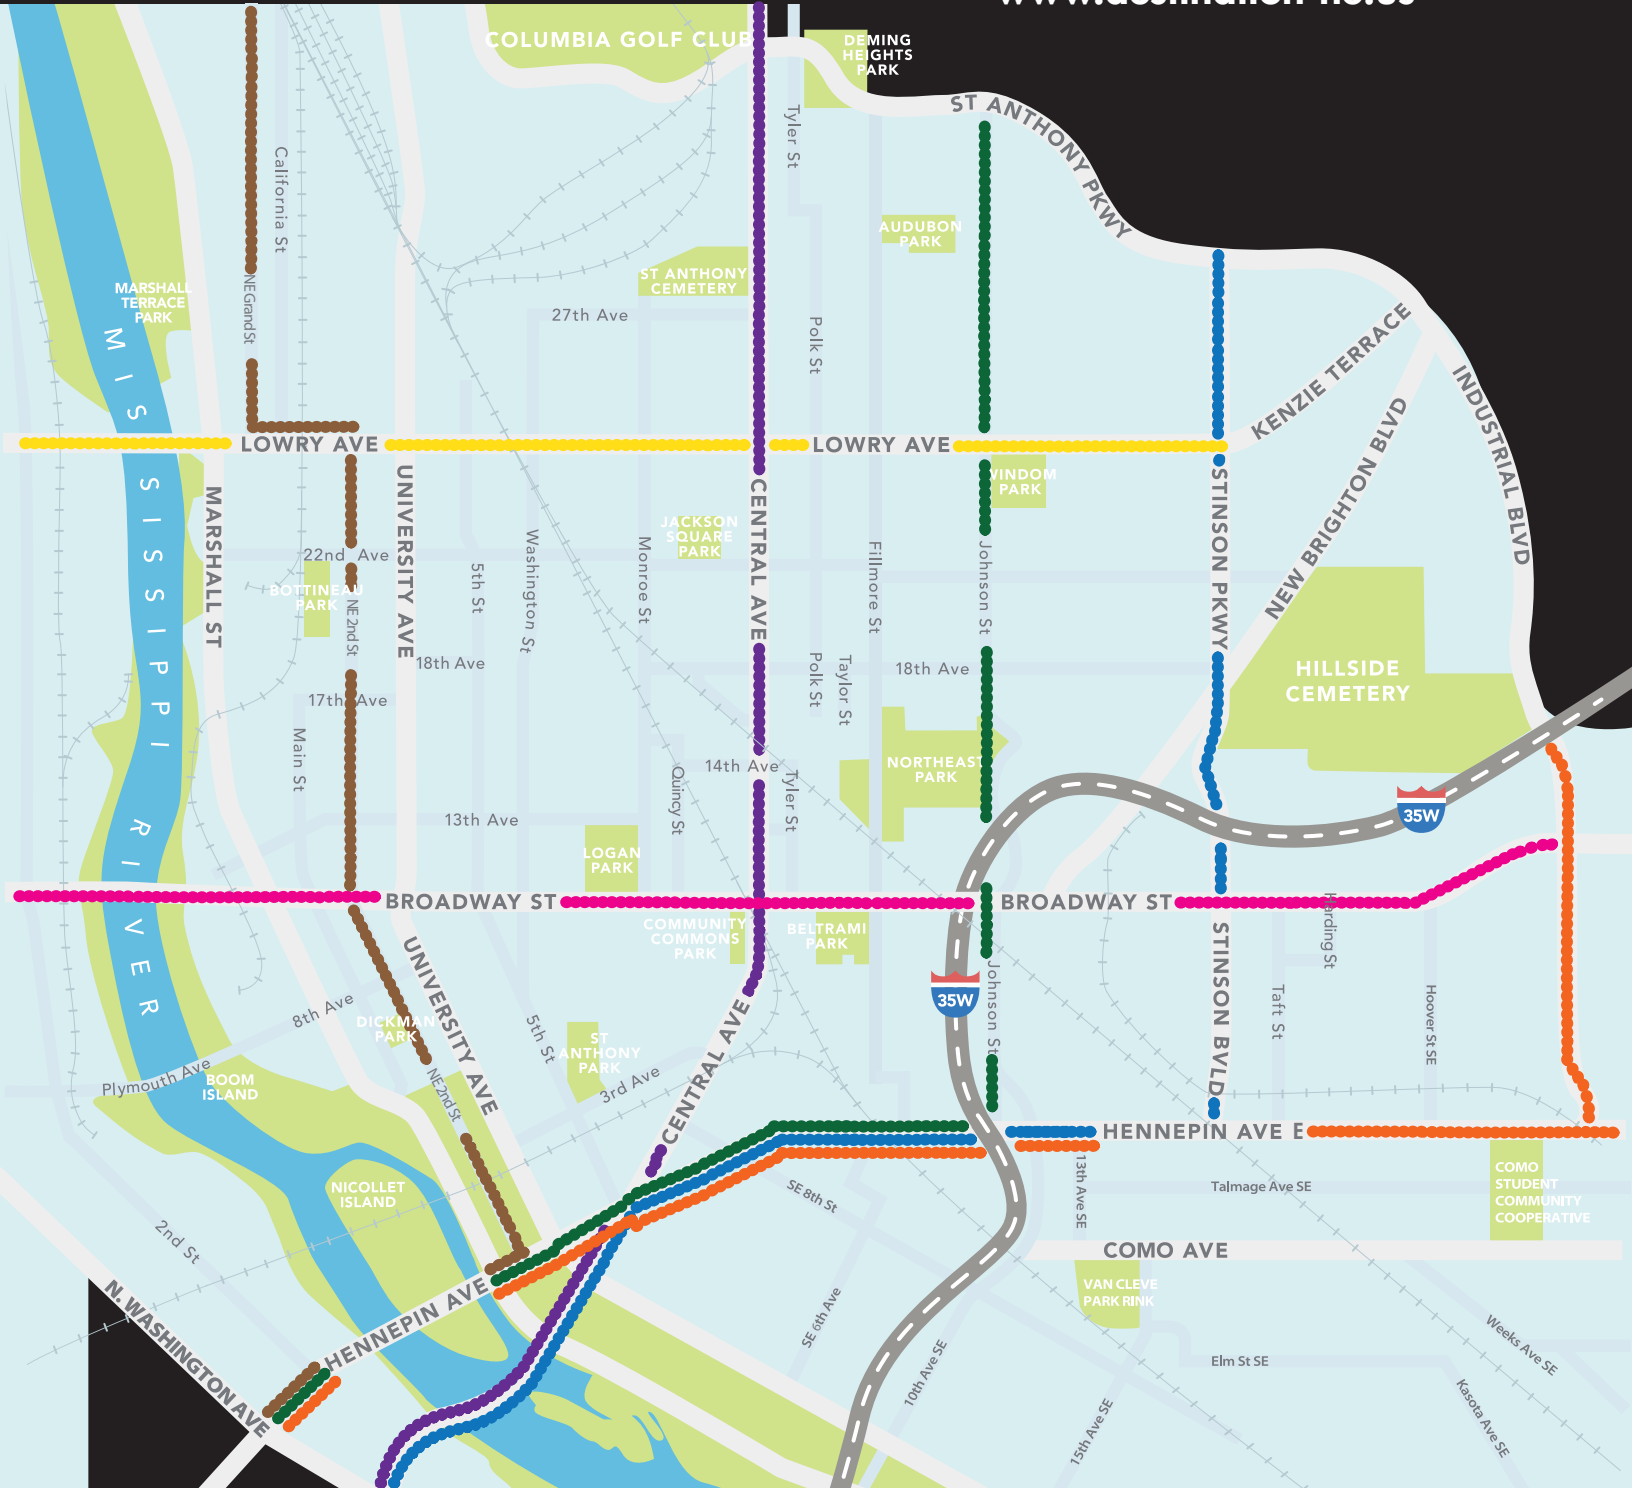 COLUMBIA GOLF CLUB
DEMING
HEIGHTS
PARK
ST ANTHONY PKWY
Tyler St
California St
AUDUBON
PARK
MARSHALL
TERRACE
PARK
NE Grand St
ST ANTHONY
CEMETERY
27th Ave
Polk St
KENZIE TERRACE
INDUSTRIAL BLVD
MISSISSIPPI RIVER
LOWRY AVE
LOWRY AVE
NEW BRIGHTON BLVD
MARSHALL ST
UNIVERSITY AVE
CENTRAL AVE
WINDOM
PARK
STINSON PKWY
JACKSON
SQUARE
PARK
22nd Ave
BOTTINEAU
PARK
NE 2nd St
5th St
Washington St
Monroe St
Fillmore St
Johnson St
18th Ave
17th Ave
Main St
Polk St
Taylor St
18th Ave
HILLSIDE
CEMETERY
14th Ave
Quincy St
Tyler St
NORTHEAST
PARK
13th Ave
35W
LOGAN
PARK
BROADWAY ST
BROADWAY ST
Harding St
COMMUNITY
COMMONS
PARK
BELTRAMI
PARK
UNIVERSITY AVE
35W
Johnson St
STINSON BVLD
Taft St
Hoover St SE
8th Ave
DICKMAN
PARK
5th St
ST
ANTHONY
PARK
CENTRAL AVE
Plymouth Ave
BOOM
ISLAND
NE 2nd St
3rd Ave
HENNEPIN AVE E
13th Ave SE
Talmage Ave SE
COMO
STUDENT
COMMUNITY
COOPERATIVE
NICOLLET
ISLAND
SE 8th St
2nd St
COMO AVE
N. WASHINGTON AVE
HENNEPIN AVE
VAN CLEVE
PARK RINK
SE 6th Ave
10th Ave SE
Elm St SE
Weeks Ave SE
15th Ave SE
Kasota Ave SE